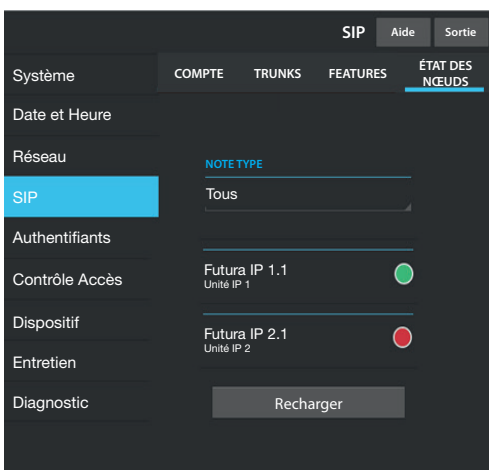 SIP Aide Sortie
COMPTE TRUNKS FEATURES ÉTAT DES
NŒUDS
Système
Date et Heure
Réseau
SIP
Authentifiants
Contrôle Accès
Dispositif
Entretien
Diagnostic
NOTE TYPE
Tous
Futura IP 1.1
Unité IP 1
Futura IP 2.1
Unité IP 2
Recharger